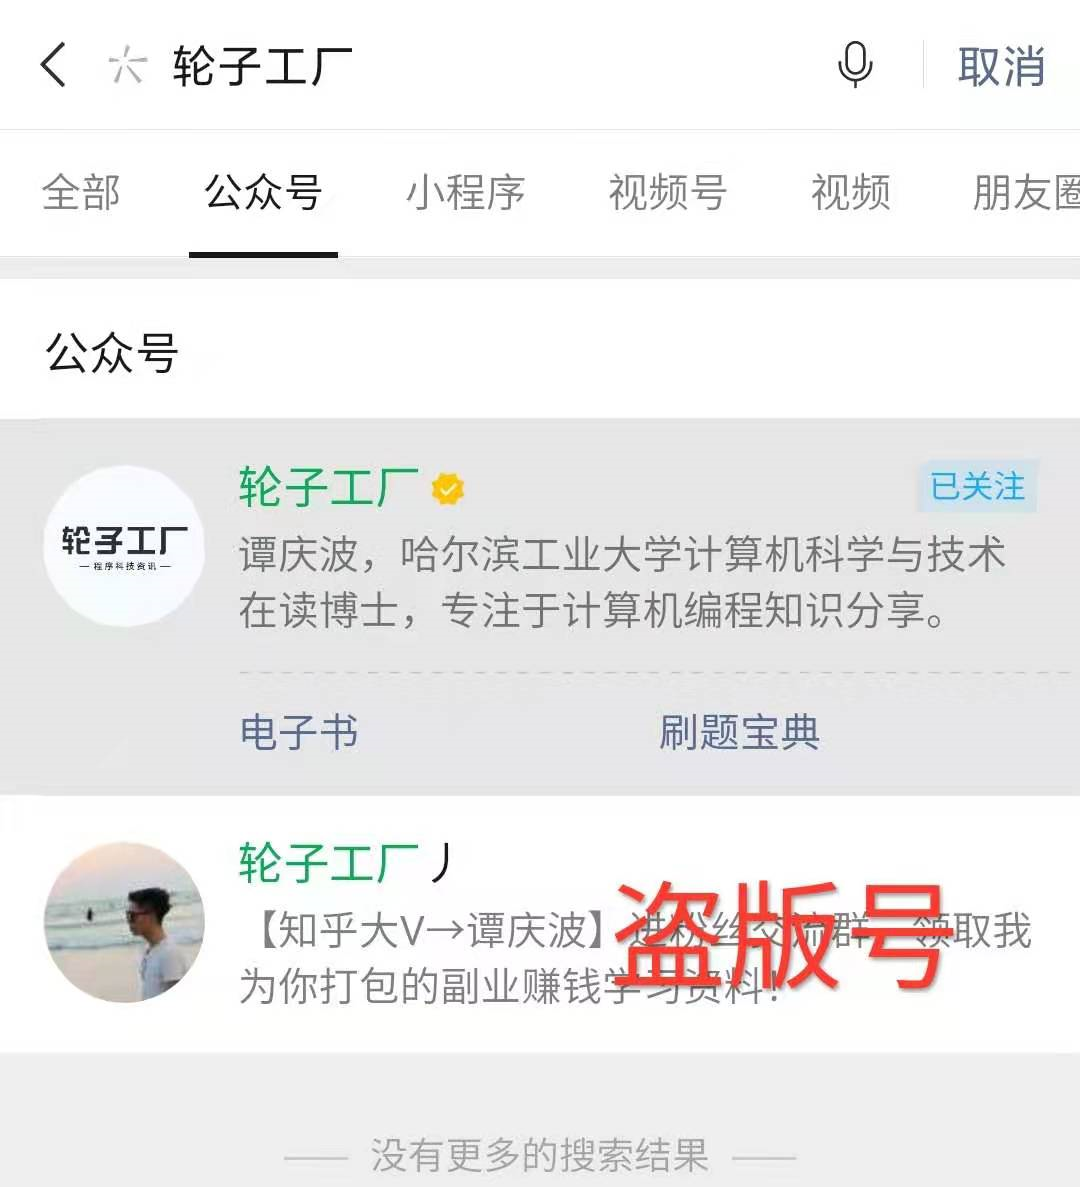 轮子工厂
取消
全部 公众号 小程序 视频号 视频 朋友圈
公众号
轮子工厂
程序科技资讯
轮子工厂
已关注
谭庆波，哈尔滨工业大学计算机科学与技术
在读博士，专注于计算机编程知识分享。
电子书 刷题宝典
轮子工厂丿
【知乎大V→谭庆波】进粉丝交流群，领取我
为你打包的副业赚钱学习资料！
盗版号
没有更多的搜索结果